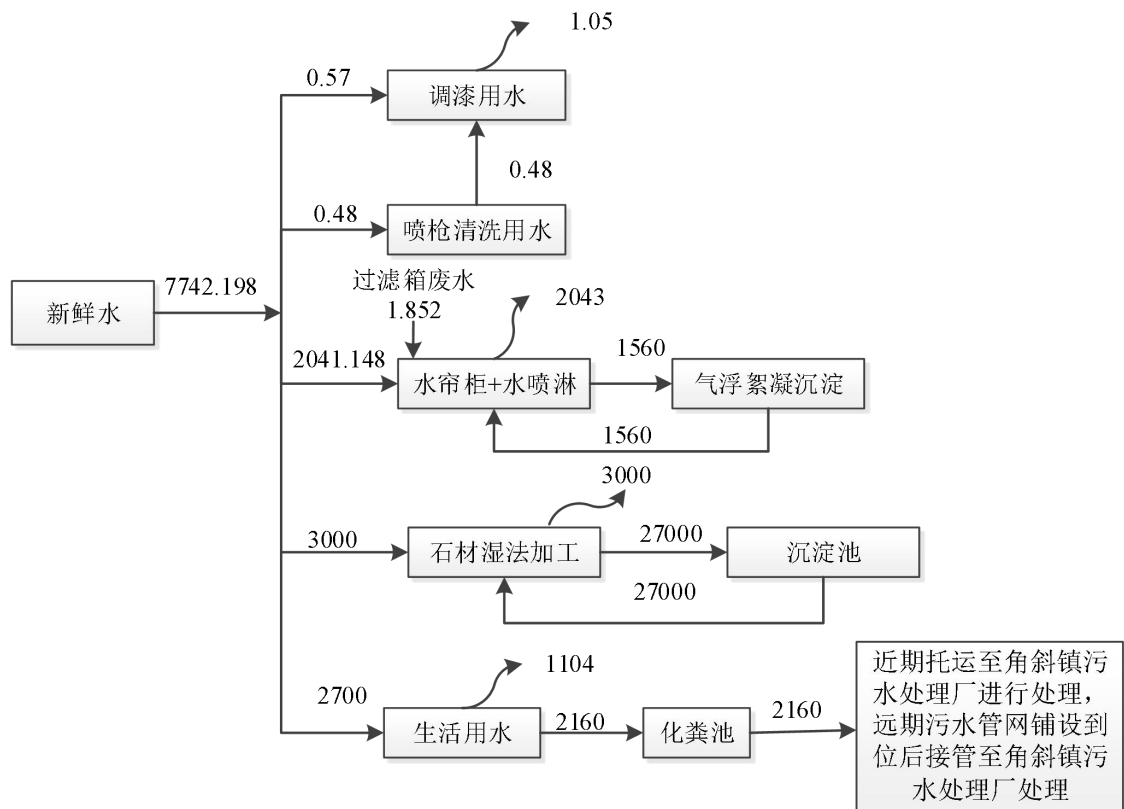 1.05
0.57
调漆用水
0.48
0.48
喷枪清洗用水
新鲜水
7742.198
过滤箱废水
1.852
2043
2041.148
水帘柜+水喷淋
1560
气浮絮凝沉淀
1560
3000
3000
石材湿法加工
27000
沉淀池
27000
1104
2700
生活用水
2160
化粪池
2160
近期托运至角斜镇污
水处理厂进行处理，
远期污水管网铺设到
位后接管至角斜镇污
水处理厂处理